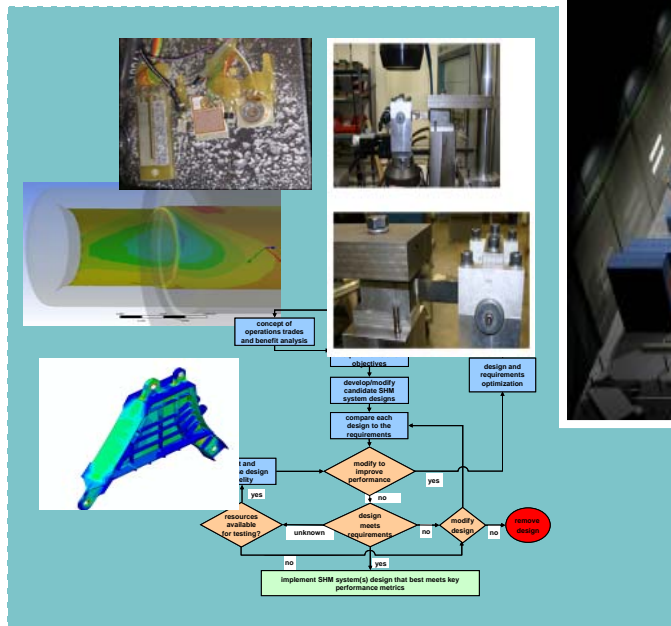 concept of
operations trades
and benefit analysis
objectives
design and
requirements
optimization
develop/modify
candidate SHM
system designs
compare each
design to the
requirements
and
design
modify to
improve
performance
yes
yes
no
resources
available
for testing?
unknown
design
meets
requirements
no
modify
design
no
remove
design
no
yes
implement SHM system(s) design that best meets key
performance metrics